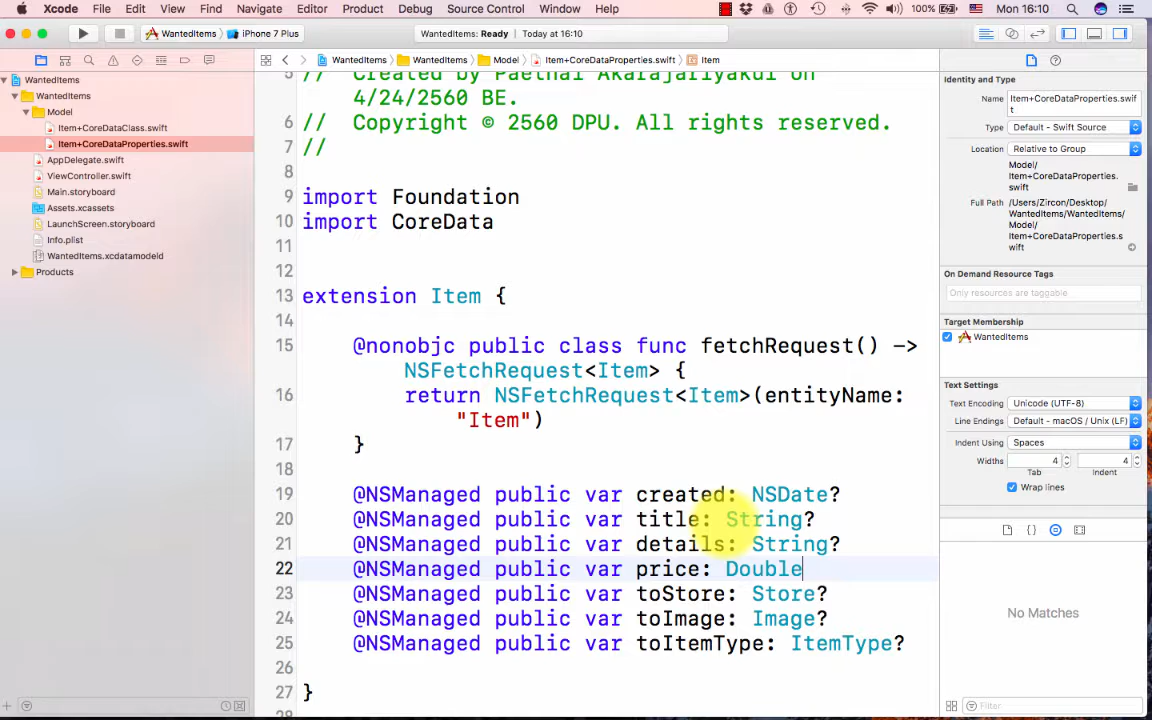 Xcode File Edit View Find Navigate Editor Product Debug Source Control Window Help 100% Mon 16:10
WantedItems iPhone 7 Plus WantedItems: Ready Today at 16:10
WantedItems WantedItems Model Item+CoreDataProperties.swift Item
WantedItems
WantedItems
Model
Item+CoreDataClass.swift
Item+CoreDataProperties.swift
AppDelegate.swift
ViewController.swift
Main.storyboard
Assets.xcassets
LaunchScreen.storyboard
Info.plist
WantedItems.xcdatamodeld
Products
5 // Created by Paethai Akarajariyakul on
4/24/2560 BE.
6 // Copyright © 2560 DPU. All rights reserved.
7 //
8
9 import Foundation
10 import CoreData
11
12
13 extension Item {
14
15 @nonobjc public class func fetchRequest() ->
NSFetchRequest<Item> {
16 return NSFetchRequest<Item>(entityName:
"Item")
17 }
18
19 @NSManaged public var created: NSDate?
20 @NSManaged public var title: String?
21 @NSManaged public var details: String?
22 @NSManaged public var price: Double
23 @NSManaged public var toStore: Store?
24 @NSManaged public var toImage: Image?
25 @NSManaged public var toItemType: ItemType?
26
27 }
28
Identity and Type
Name Item+CoreDataProperties.swif
t
Type Default - Swift Source
Location Relative to Group
Model/
Item+CoreDataProperties.
swift
Full Path /Users/Zircon/Desktop/
WantedItems/WantedItems/
Model/
Item+CoreDataProperties.s
wift
On Demand Resource Tags
Only resources are taggable
Target Membership
WantedItems
Text Settings
Text Encoding Unicode (UTF-8)
Line Endings Default - macOS / Unix (LF)
Indent Using Spaces
Widths 4 4
Tab Indent
Wrap lines
{ }
No Matches
Filter